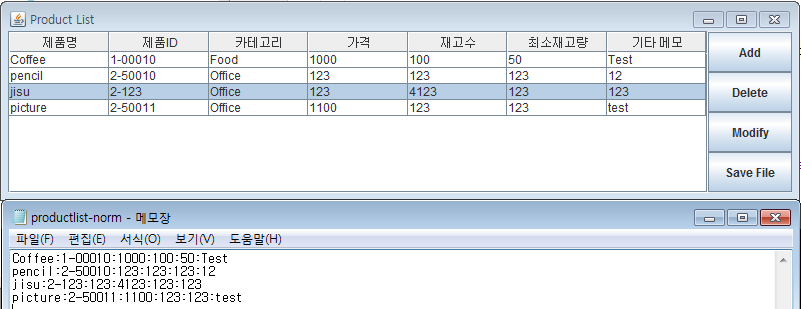 Product List
제품명 제품ID 카테고리 가격 재고수 최소재고량 기타 메모
Coffee 1-00010 Food 1000 100 50 Test
pencil 2-50010 Office 123 123 123 12
jisu 2-123 Office 123 4123 123 123
picture 2-50011 Office 1100 123 123 test
Add
Delete
Modify
Save File
productlist-norm - 메모장
파일(F) 편집(E) 서식(O) 보기(V) 도움말(H)
Coffee:1-00010:1000:100:50:Test
pencil:2-50010:123:123:123:12
jisu:2-123:123:4123:123:123
picture:2-50011:1100:123:123:test